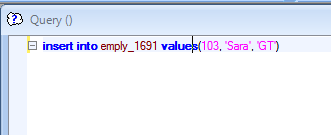 Query ()
insert into emply_1691 values(103, 'Sara', 'GT')